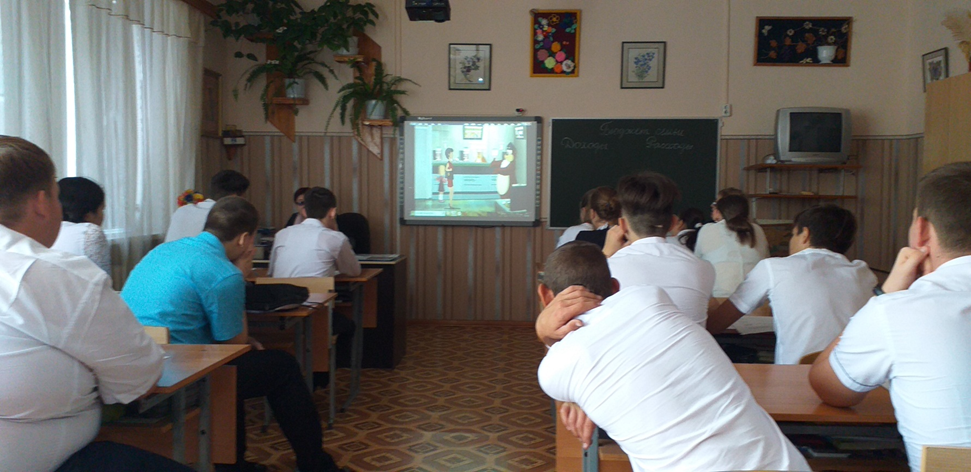 Бюджет семьи
Доходы Расходы